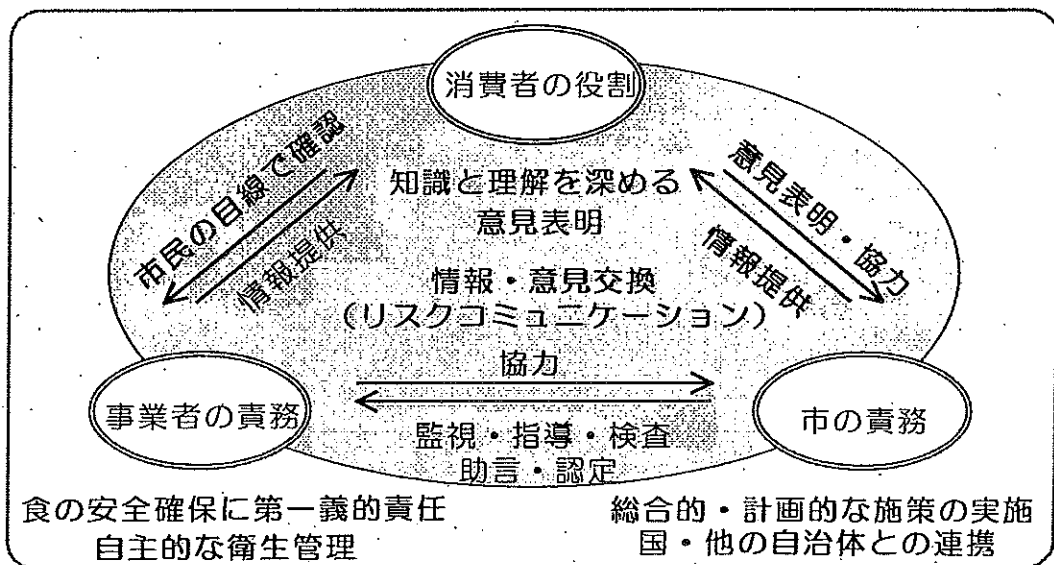 消費者の役割
市民の目線で確認
情報提供
知識と理解を深める
意見表明
意見表明・協力
情報提供
情報・意見交換
(リスクコミュニケーション)
協力
事業者の責務
市の責務
監視・指導・検査
助言・認定
食の安全確保に第一義的責任
自主的な衛生管理
総合的・計画的な施策の実施
国・他の自治体との連携